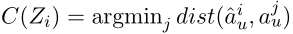 C(Z_i) = argmin_j dist(â_u^i, a_u^j)